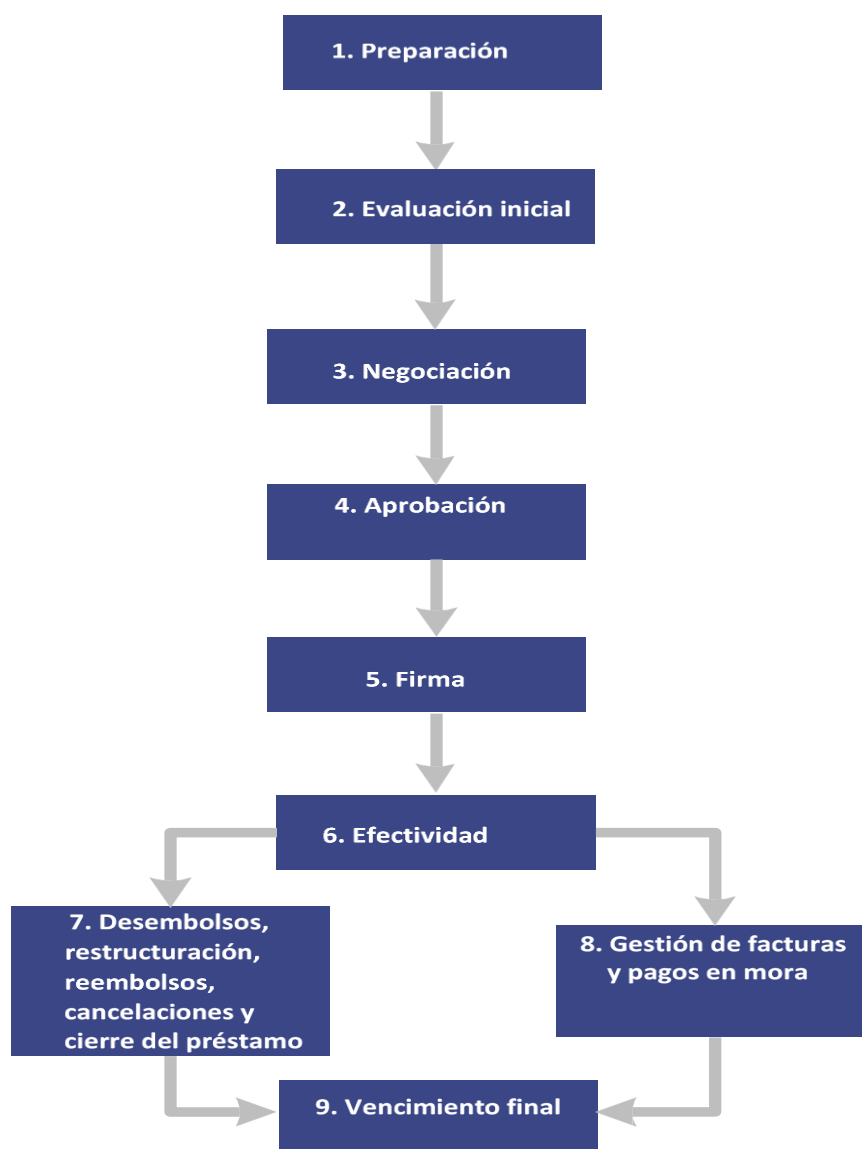 1. Preparación
2. Evaluación inicial
3. Negociación
4. Aprobación
5. Firma
6. Efectividad
7. Desembolsos,
restructuración,
reembolsos,
cancelaciones y
cierre del préstamo
8. Gestión de facturas
y pagos en mora
9. Vencimiento final